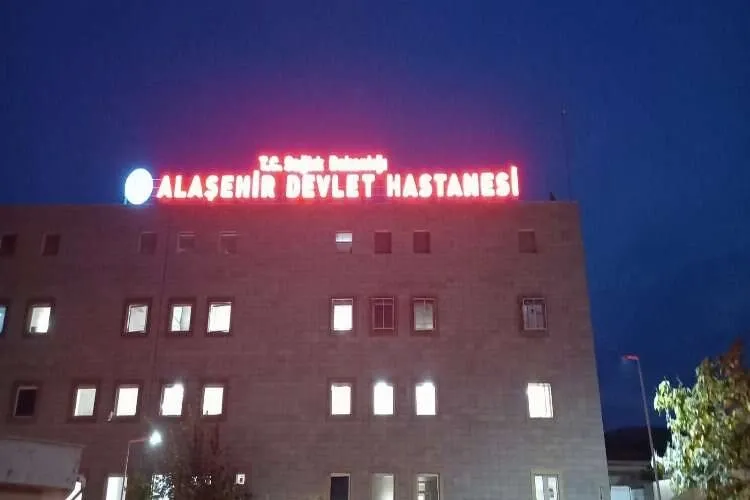 T.C. Sağlık Bakanlığı
ALAŞEHİR DEVLET HASTANESİ